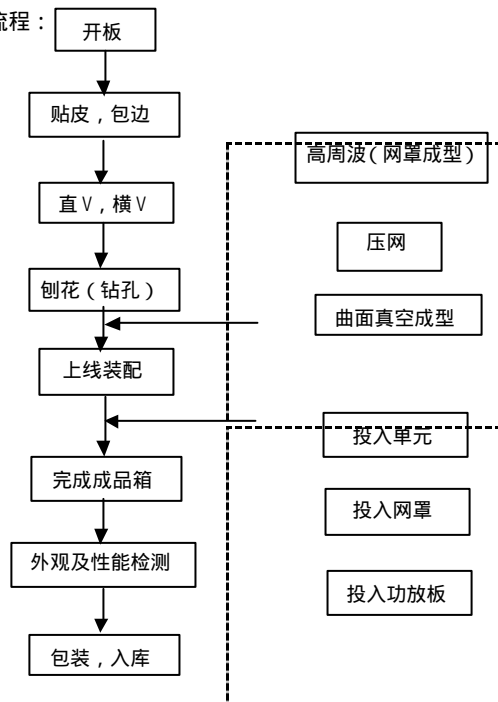 流程：
开板
贴皮，包边
直V，横V
刨花（钻孔）
上线装配
完成成品箱
外观及性能检测
包装，入库
高周波（网罩成型）
压网
曲面真空成型
投入单元
投入网罩
投入功放板